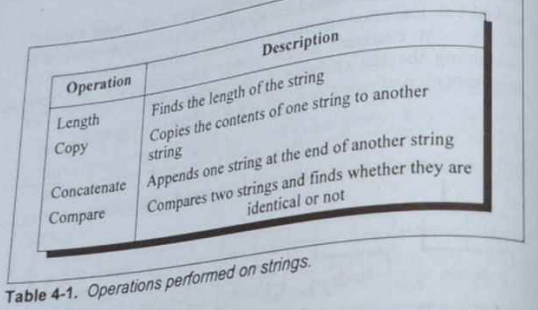 Operation Description
Length Finds the length of the string
Copy Copies the contents of one string to another
string
Concatenate Appends one string at the end of another string
Compare Compares two strings and finds whether they are
identical or not
Table 4-1. Operations performed on strings.